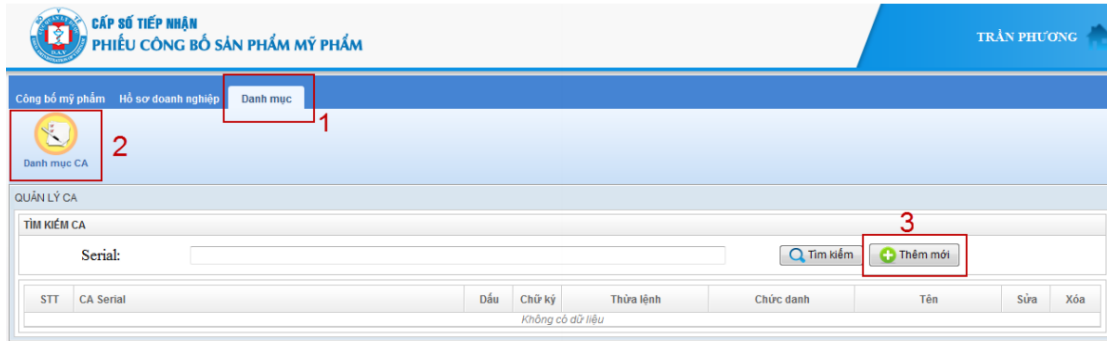 CẤP SỐ TIẾP NHẬN
PHIẾU CÔNG BỐ SẢN PHẨM MỸ PHẨM
TRẦN PHƯƠNG
Công bố mỹ phẩm Hồ sơ doanh nghiệp Danh mục
1
2
Danh mục CA
QUẢN LÝ CA
TÌM KIẾM CA
3
Serial: Tìm kiếm Thêm mới
STT CA Serial Dấu Chữ ký Thừa lệnh Chức danh Tên Sửa Xóa
Không có dữ liệu